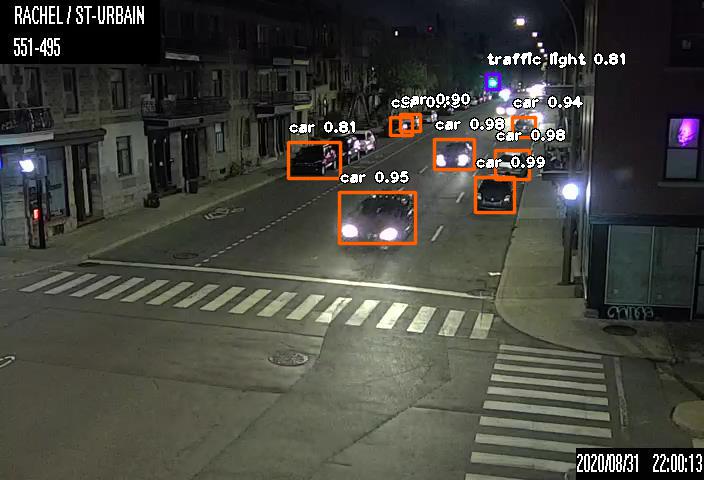 RACHEL / ST-URBAIN
551-495
traffic light 0.81
car 0.90
car 0.94
car 0.81
car 0.98
car 0.98
car 0.99
car 0.95
2020/08/31 22:00:13